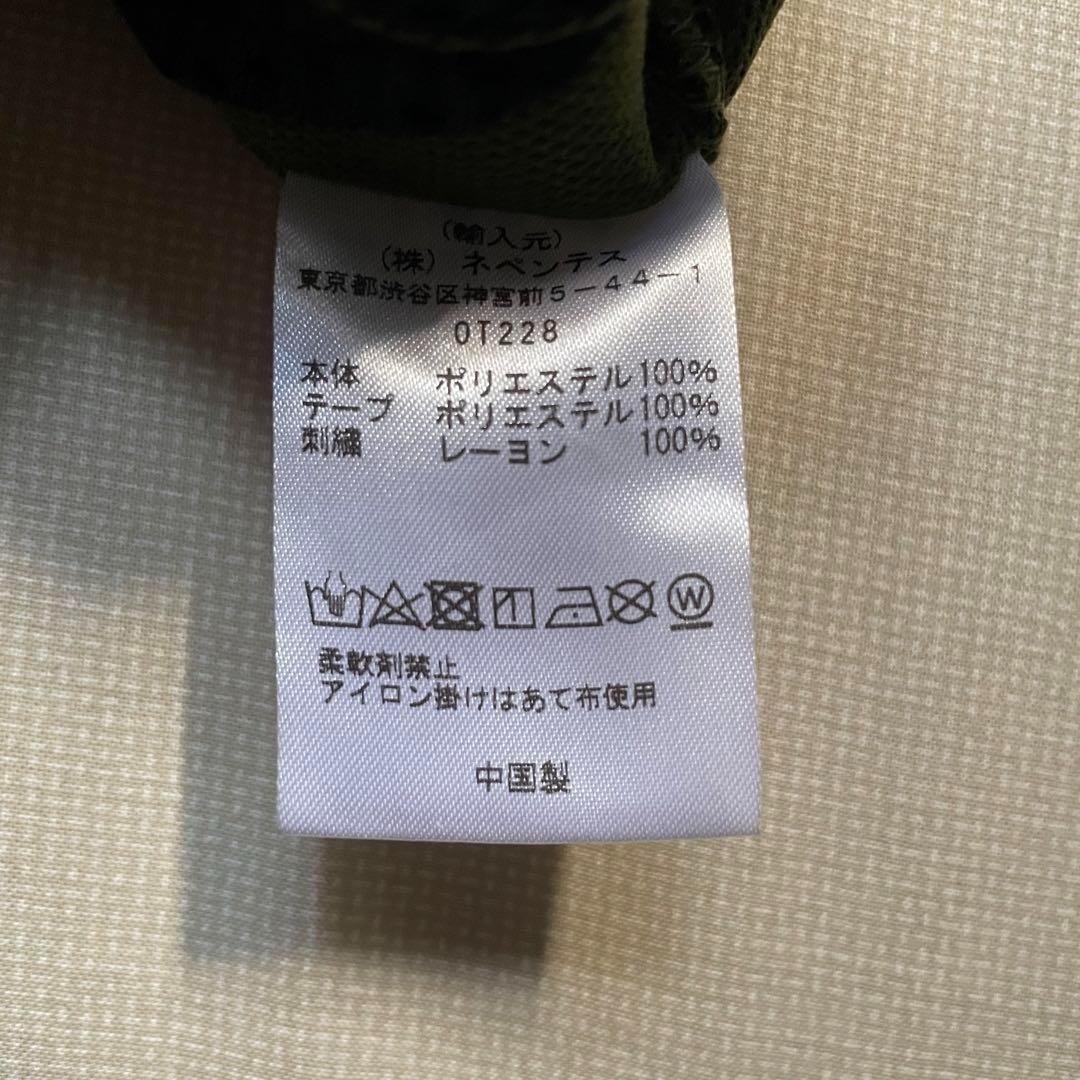 (輸入元)
(株) ネペンテス
東京都渋谷区神宮前5-44-1
OT228
本体 ポリエステル100%
テープ ポリエステル100%
刺繍 レーヨン 100%
W
柔軟剤禁止
アイロン掛けはあて布使用
中国製